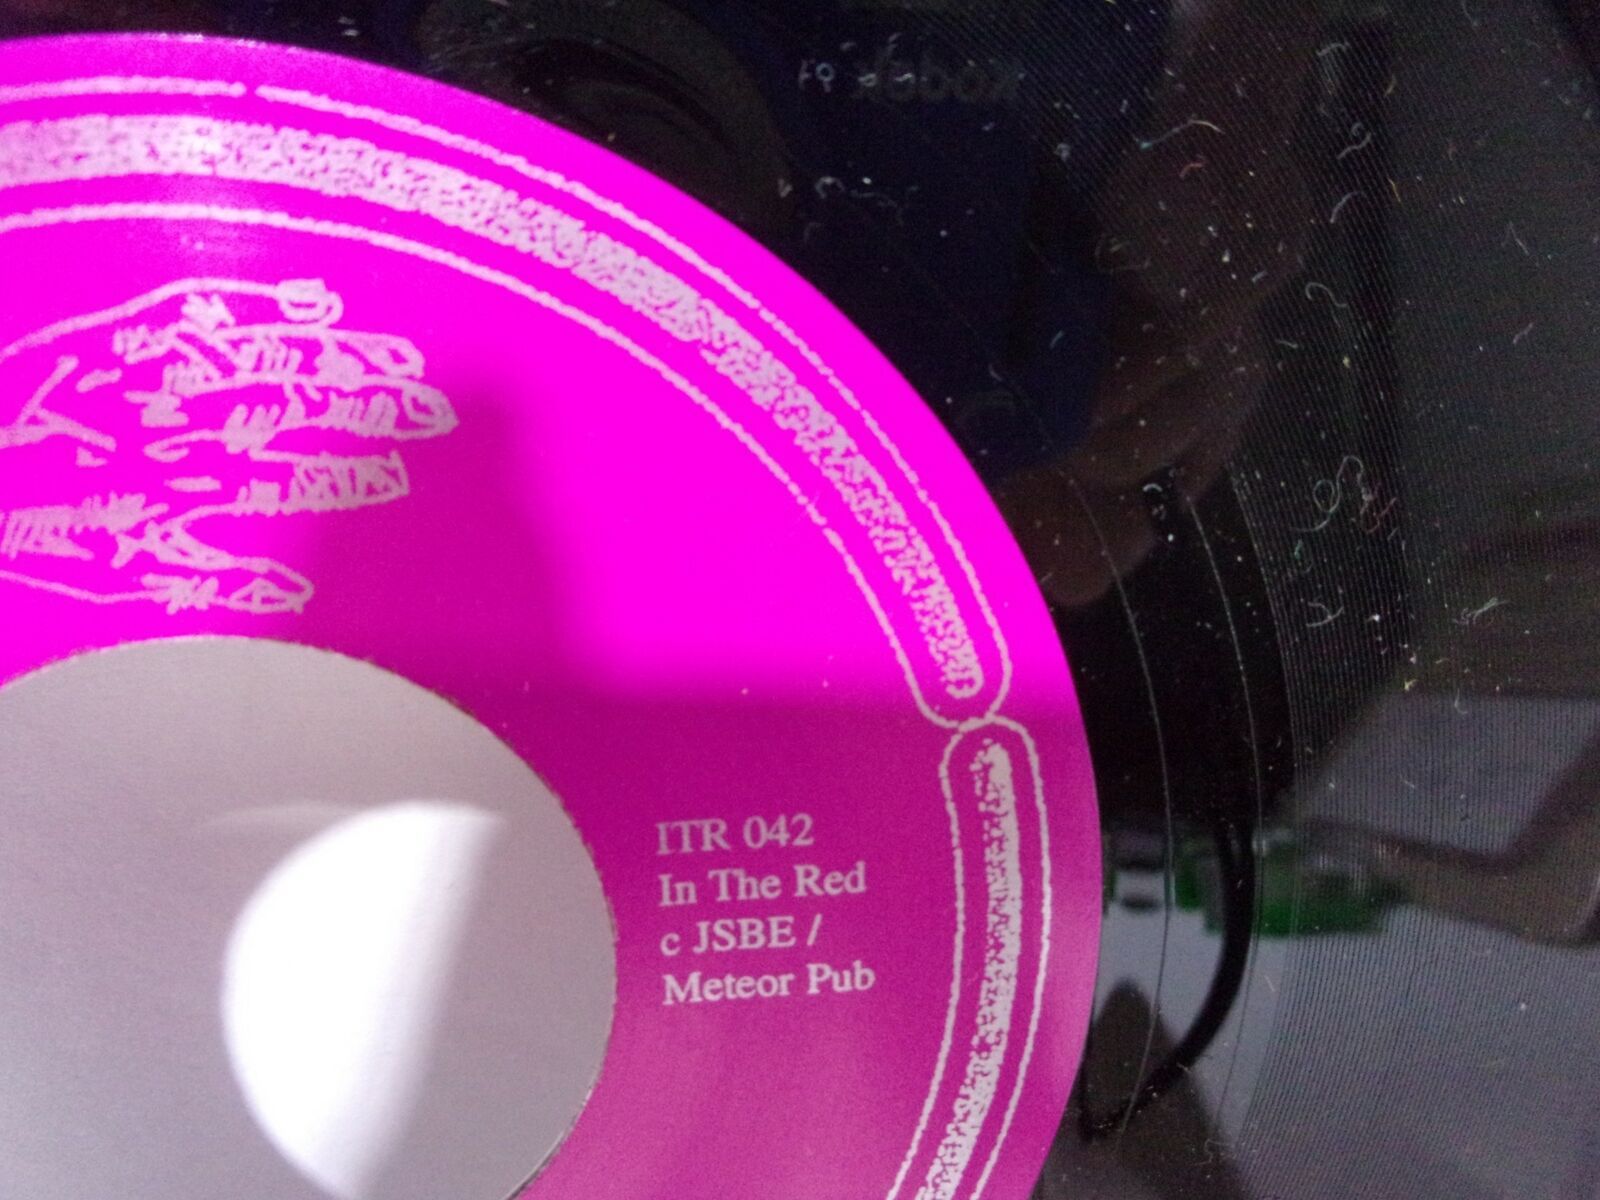 ITR 042
In The Red
c JSBE /
Meteor Pub